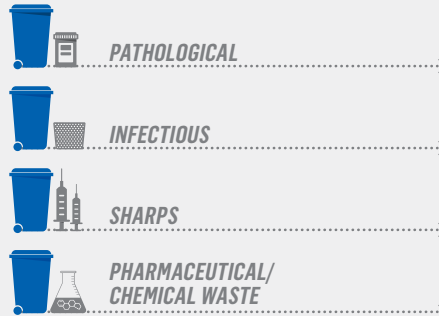 PATHOLOGICAL
INFECTIOUS
SHARPS
PHARMACEUTICAL/
CHEMICAL WASTE